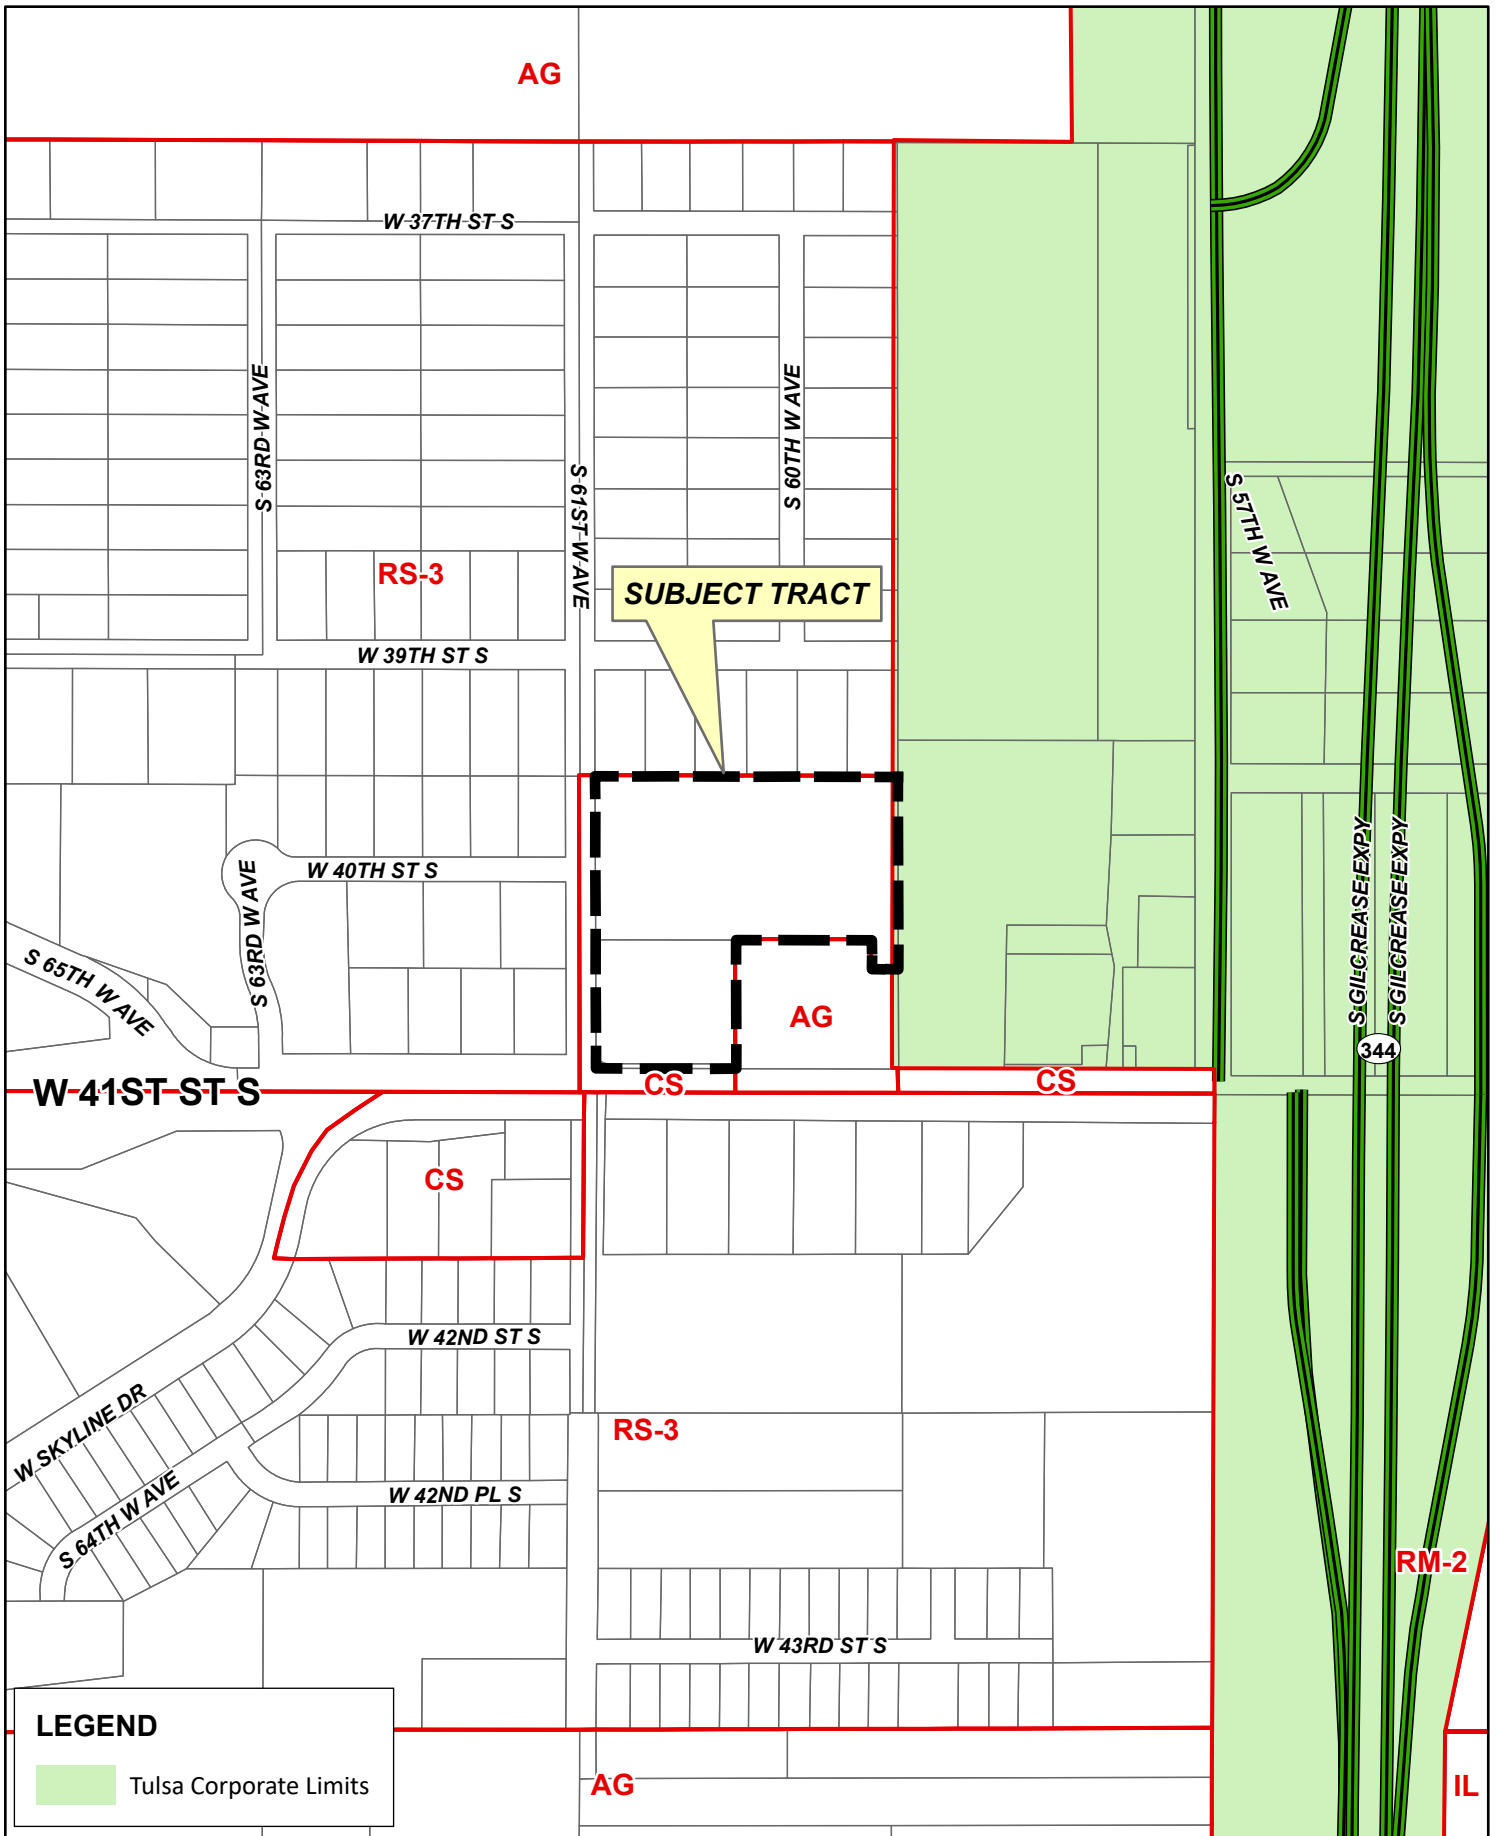 AG
W 37TH ST S
S 63RD W AVE
S 61ST W AVE
S 60TH W AVE
S 57TH W AVE
RS-3
SUBJECT TRACT
W 39TH ST S
W 40TH ST S
S 63RD W AVE
S 65TH W AVE
S GILCREASE EXPY
S GILCREASE EXPY
344
AG
W 41ST ST S
CS
CS
CS
W 42ND ST S
W SKYLINE DR
RS-3
S 64TH W AVE
W 42ND PL S
RM-2
W 43RD ST S
LEGEND
Tulsa Corporate Limits
AG
IL